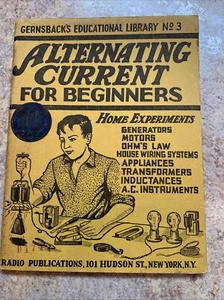 GERNSBACK'S EDUCATIONAL LIBRARY No 3
ALTERNATING
CURRENT
FOR BEGINNERS
HOME EXPERIMENTS
GENERATORS
MOTORS
OHM'S LAW
HOUSE WIRING SYSTEMS
APPLIANCES
TRANSFORMERS
INDUCTANCES
A.C. INSTRUMENTS
RADIO PUBLICATIONS, 101 HUDSON ST., NEW YORK, N.Y.